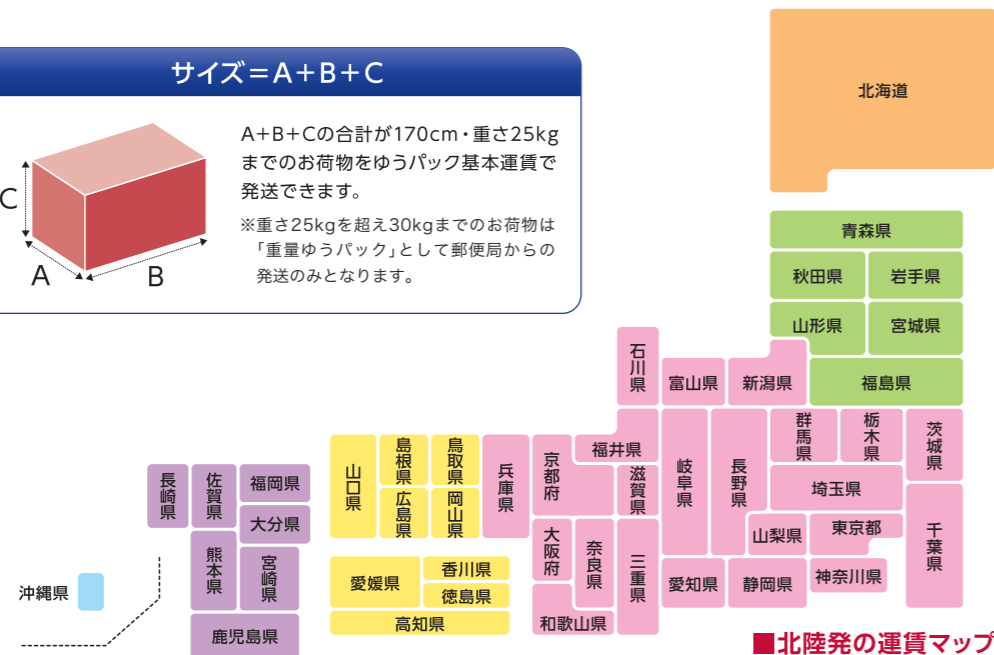 サイズ＝A＋B＋C
A＋B＋Cの合計が170cm・重さ25kg
までのお荷物をゆうパック基本運賃で
発送できます。
※重さ25kgを超え30kgまでのお荷物は
「重量ゆうパック」として郵便局からの
発送のみとなります。
C
A
B
北海道
青森県
秋田県
岩手県
山形県
宮城県
福島県
石川県
富山県
新潟県
福井県
岐阜県
長野県
群馬県
栃木県
茨城県
埼玉県
山梨県
東京都
千葉県
愛知県
静岡県
神奈川県
滋賀県
三重県
京都府
兵庫県
大阪府
奈良県
和歌山県
鳥取県
島根県
岡山県
広島県
山口県
香川県
愛媛県
徳島県
高知県
福岡県
佐賀県
長崎県
大分県
熊本県
宮崎県
鹿児島県
沖縄県
■北陸発の運賃マップ